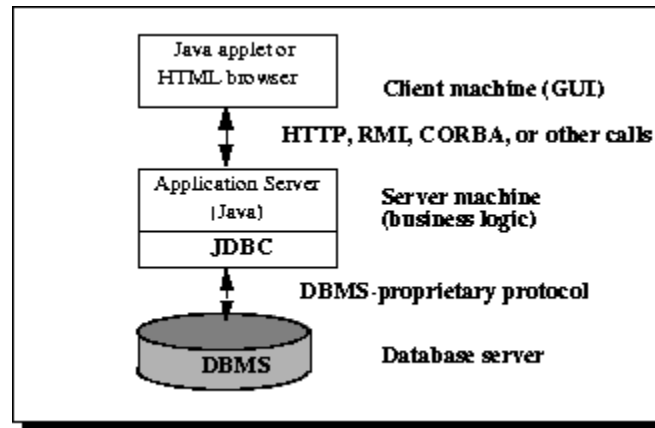 Java applet or
HTML browser
Client machine (GUI)
HTTP, RMI, CORBA, or other calls
Application Server
(Java)
JDBC
Server machine
(business logic)
DBMS-proprietary protocol
DBMS
Database server